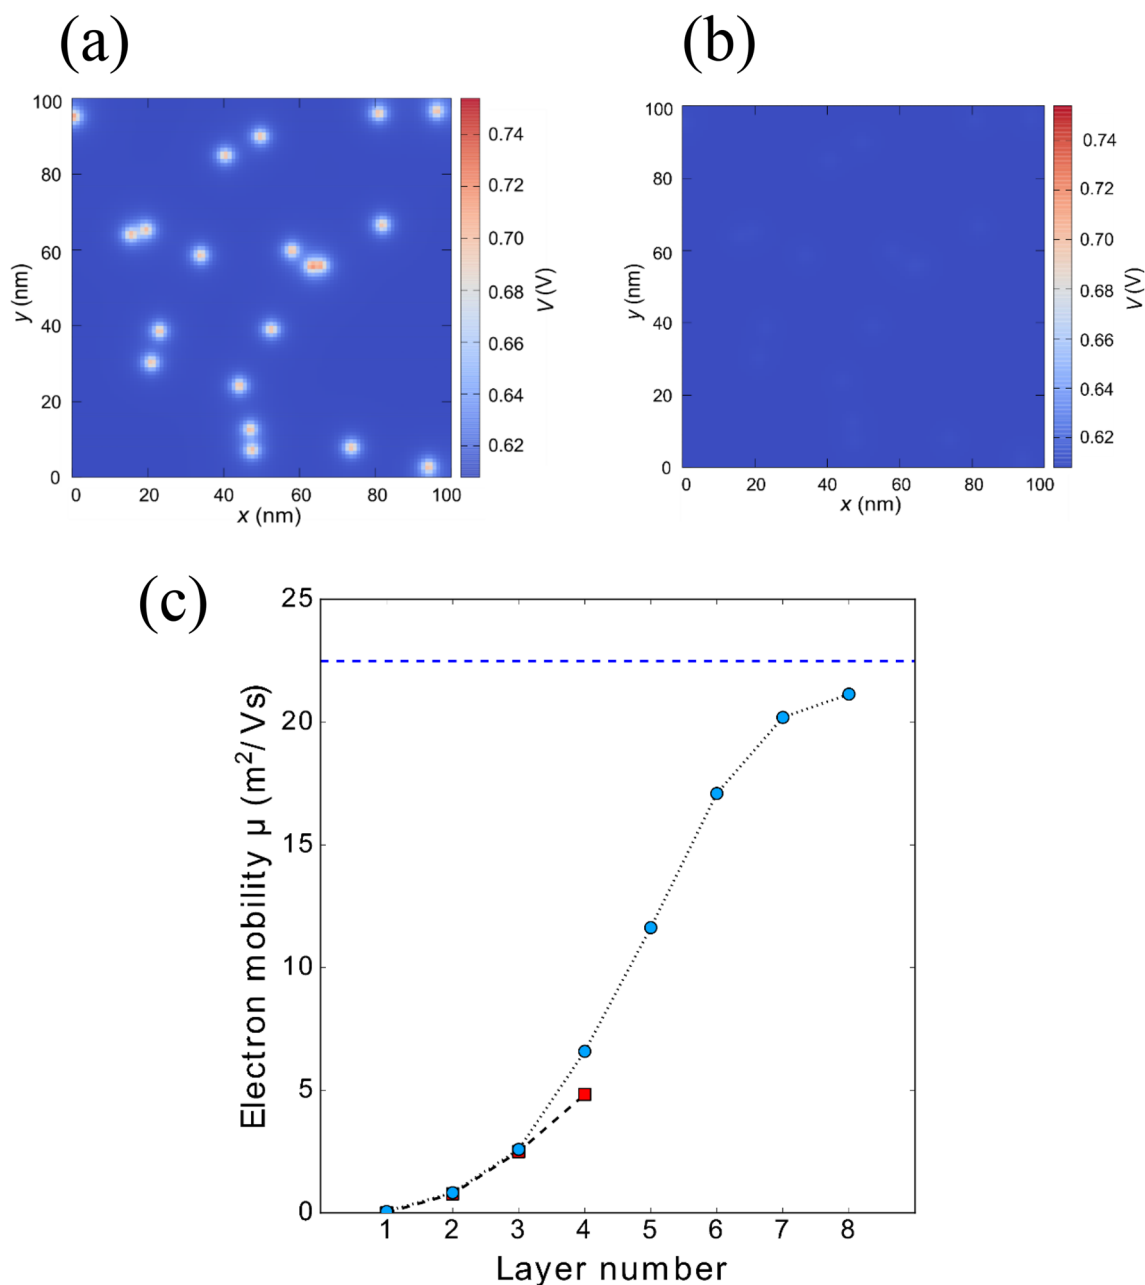 (a)
(b)
100
80
60
40
20
0
y (nm)
0 20 40 60 80 100
x (nm)
0.74
0.72
0.70
0.68
0.66
0.64
0.62
V (V)
100
80
60
40
20
0
y (nm)
0 20 40 60 80 100
x (nm)
0.74
0.72
0.70
0.68
0.66
0.64
0.62
V (V)
(c)
25
20
15
10
5
0
Electron mobility μ (m²/Vs)
1 2 3 4 5 6 7 8
Layer number